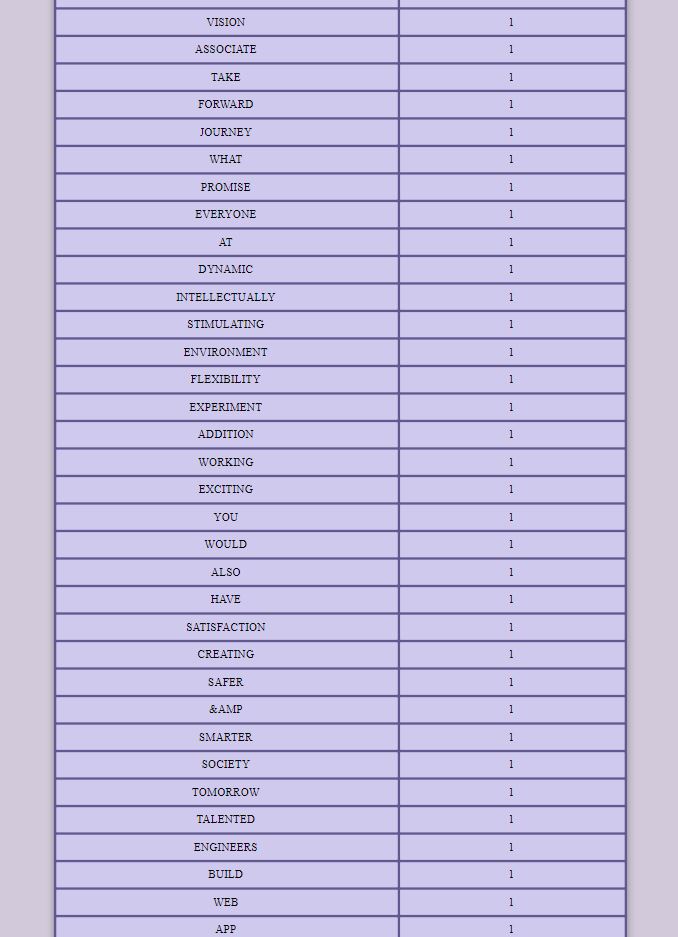 VISION 1
ASSOCIATE 1
TAKE 1
FORWARD 1
JOURNEY 1
WHAT 1
PROMISE 1
EVERYONE 1
AT 1
DYNAMIC 1
INTELLECTUALLY 1
STIMULATING 1
ENVIRONMENT 1
FLEXIBILITY 1
EXPERIMENT 1
ADDITION 1
WORKING 1
EXCITING 1
YOU 1
WOULD 1
ALSO 1
HAVE 1
SATISFACTION 1
CREATING 1
SAFER 1
&AMP 1
SMARTER 1
SOCIETY 1
TOMORROW 1
TALENTED 1
ENGINEERS 1
BUILD 1
WEB 1
APP 1